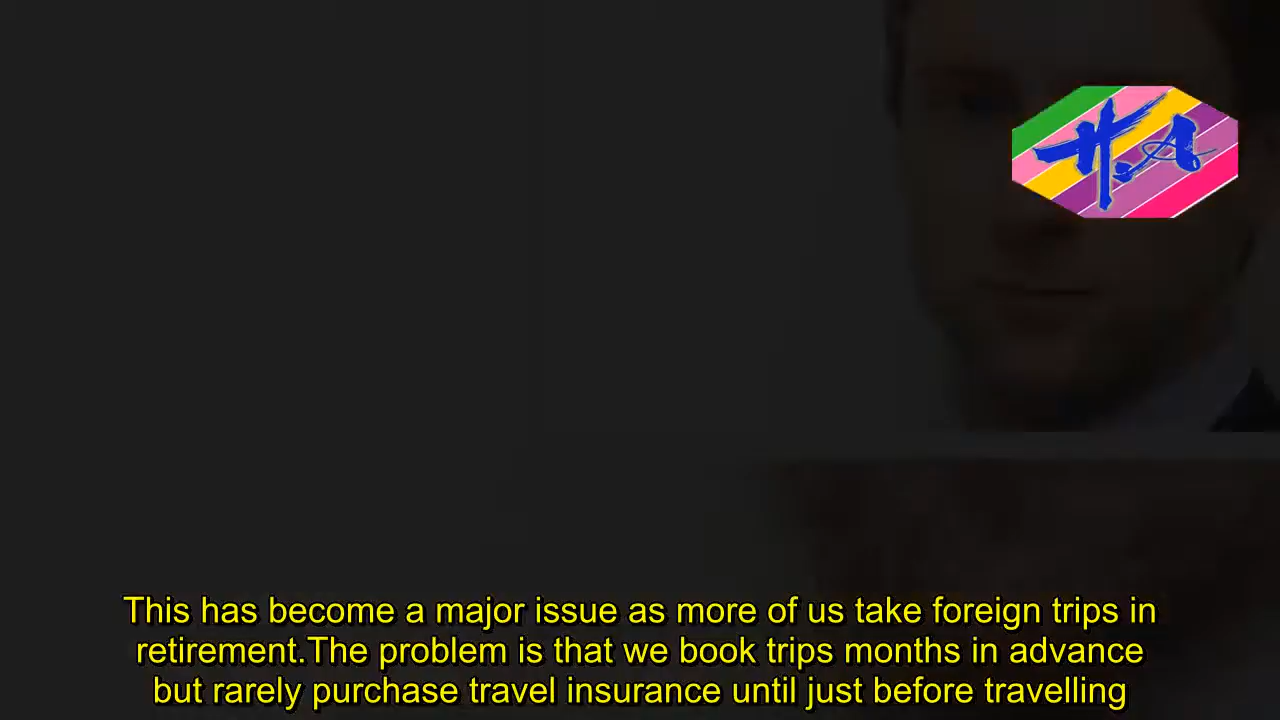 H.A
This has become a major issue as more of us take foreign trips in
retirement.The problem is that we book trips months in advance
but rarely purchase travel insurance until just before travelling